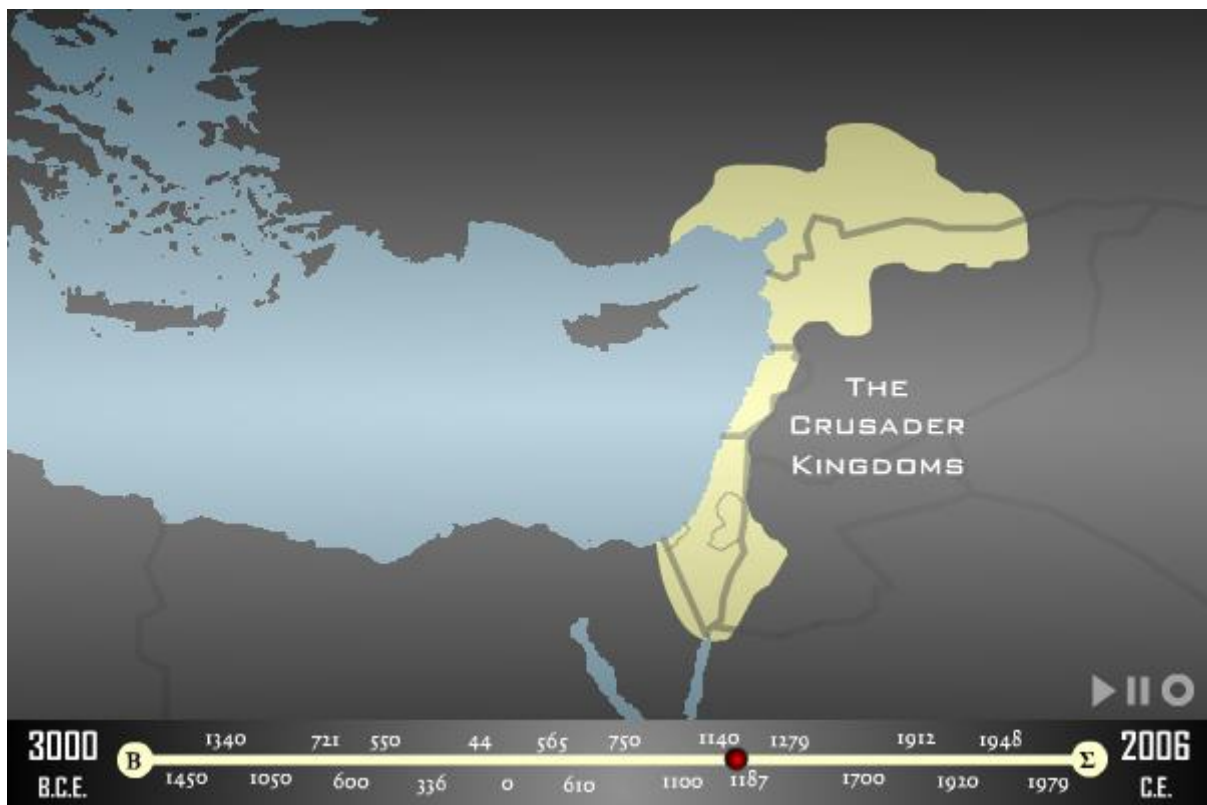 THE
CRUSADER
KINGDOMS
3000
B.C.E.
B
1340 721 550 44 565 750 1140 1279 1912 1948
1450 1050 600 336 0 610 1100 1187 1700 1920 1979
Σ
2006
C.E.